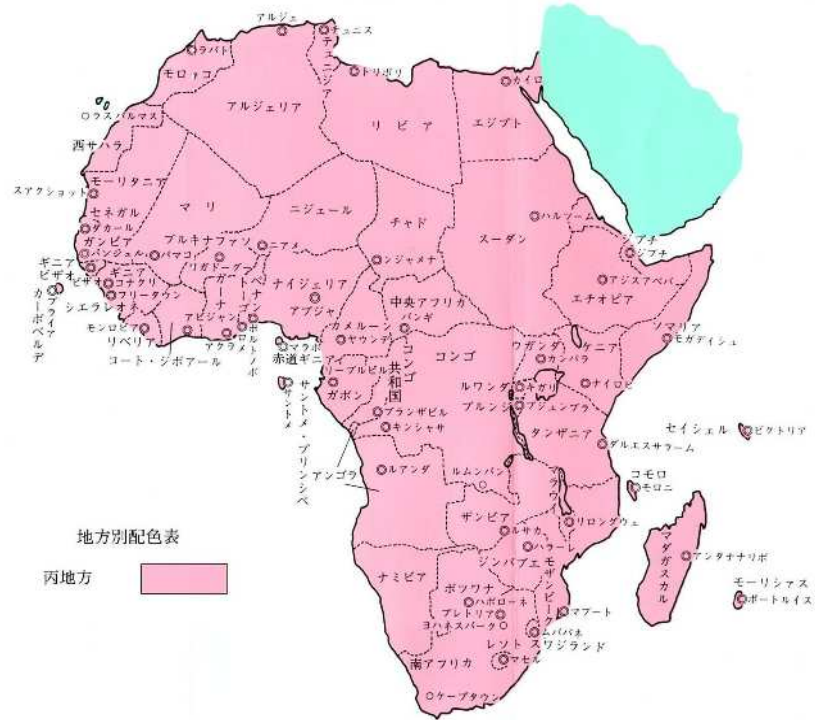 アルジェ
チュニス
ラバト
チュニジア
トリポリ
カイロ
モロッコ
アルジェリア
リビア
エジプト
ラスパルマス
西サハラ
モーリタニア
スアクショット
マリ
ニジェール
チャド
スーダン
ハルツーム
セネガル
ダカール
ガンビア
バンジュル
バマコ
ブルキナファソ
ニアメ
ンジャメナ
ジブチ
ジブチ
ギニア
ビサオ
ビサオ
ギニア
コナクリ
ワガドーグー
ガーナ
トーゴ
ベナン
ナイジェリア
アブジャ
アジスアベバ
エチオピア
プライア
カーボベルデ
シエラレオネ
フリータウン
中央アフリカ
バンギ
モンロビア
リベリア
アビジャン
コート・ジボアール
アクラ
ロメ
ポルトノボ
カメルーン
ヤウンデ
マラボ
赤道ギニア
コンゴ
共和国
コンゴ
ウガンダ
カンパラ
ケニア
ナイロビ
ソマリア
モガディシュ
リーブルビル
ガボン
サントメ
サントメ・プリンシペ
ルワンダ
キガリ
ブルンジ
ブジュンブラ
ブラザビル
キンシャサ
タンザニア
ダルエスサラーム
セイシェル
ビクトリア
アンゴラ
ルアンダ
ルムンバシ
マラウイ
コモロ
モロニ
ザンビア
ルサカ
リロングウェ
地方別配色表
丙地方
ナミビア
ジンバブエ
ハラーレ
モザンビーク
マダガスカル
アンタナナリボ
モーリシァス
ポートルイス
ボツワナ
ハボローネ
プレトリア
ヨハネスバーク
マプート
ムババネ
レソト
スワジランド
南アフリカ
マセル
ケープタウン